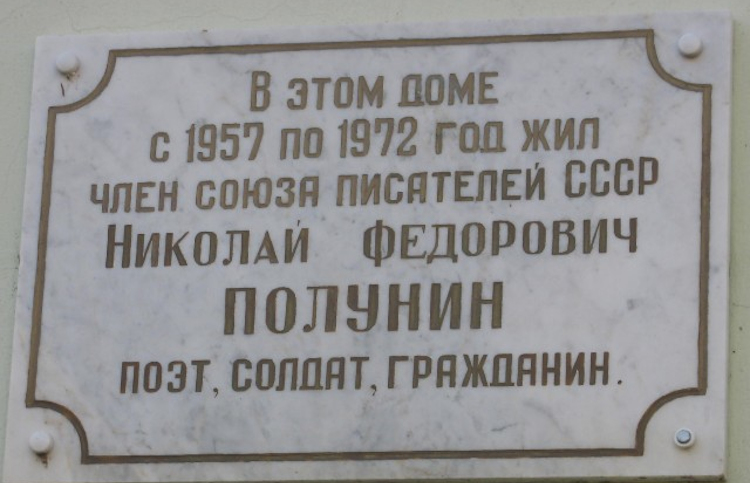 В ЭТОМ ДОМЕ
С 1957 ПО 1972 ГОД ЖИЛ
ЧЛЕН СОЮЗА ПИСАТЕЛЕЙ СССР
НИКОЛАЙ ФЕДОРОВИЧ
ПОЛУНИН
ПОЭТ, СОЛДАТ, ГРАЖДАНИН.